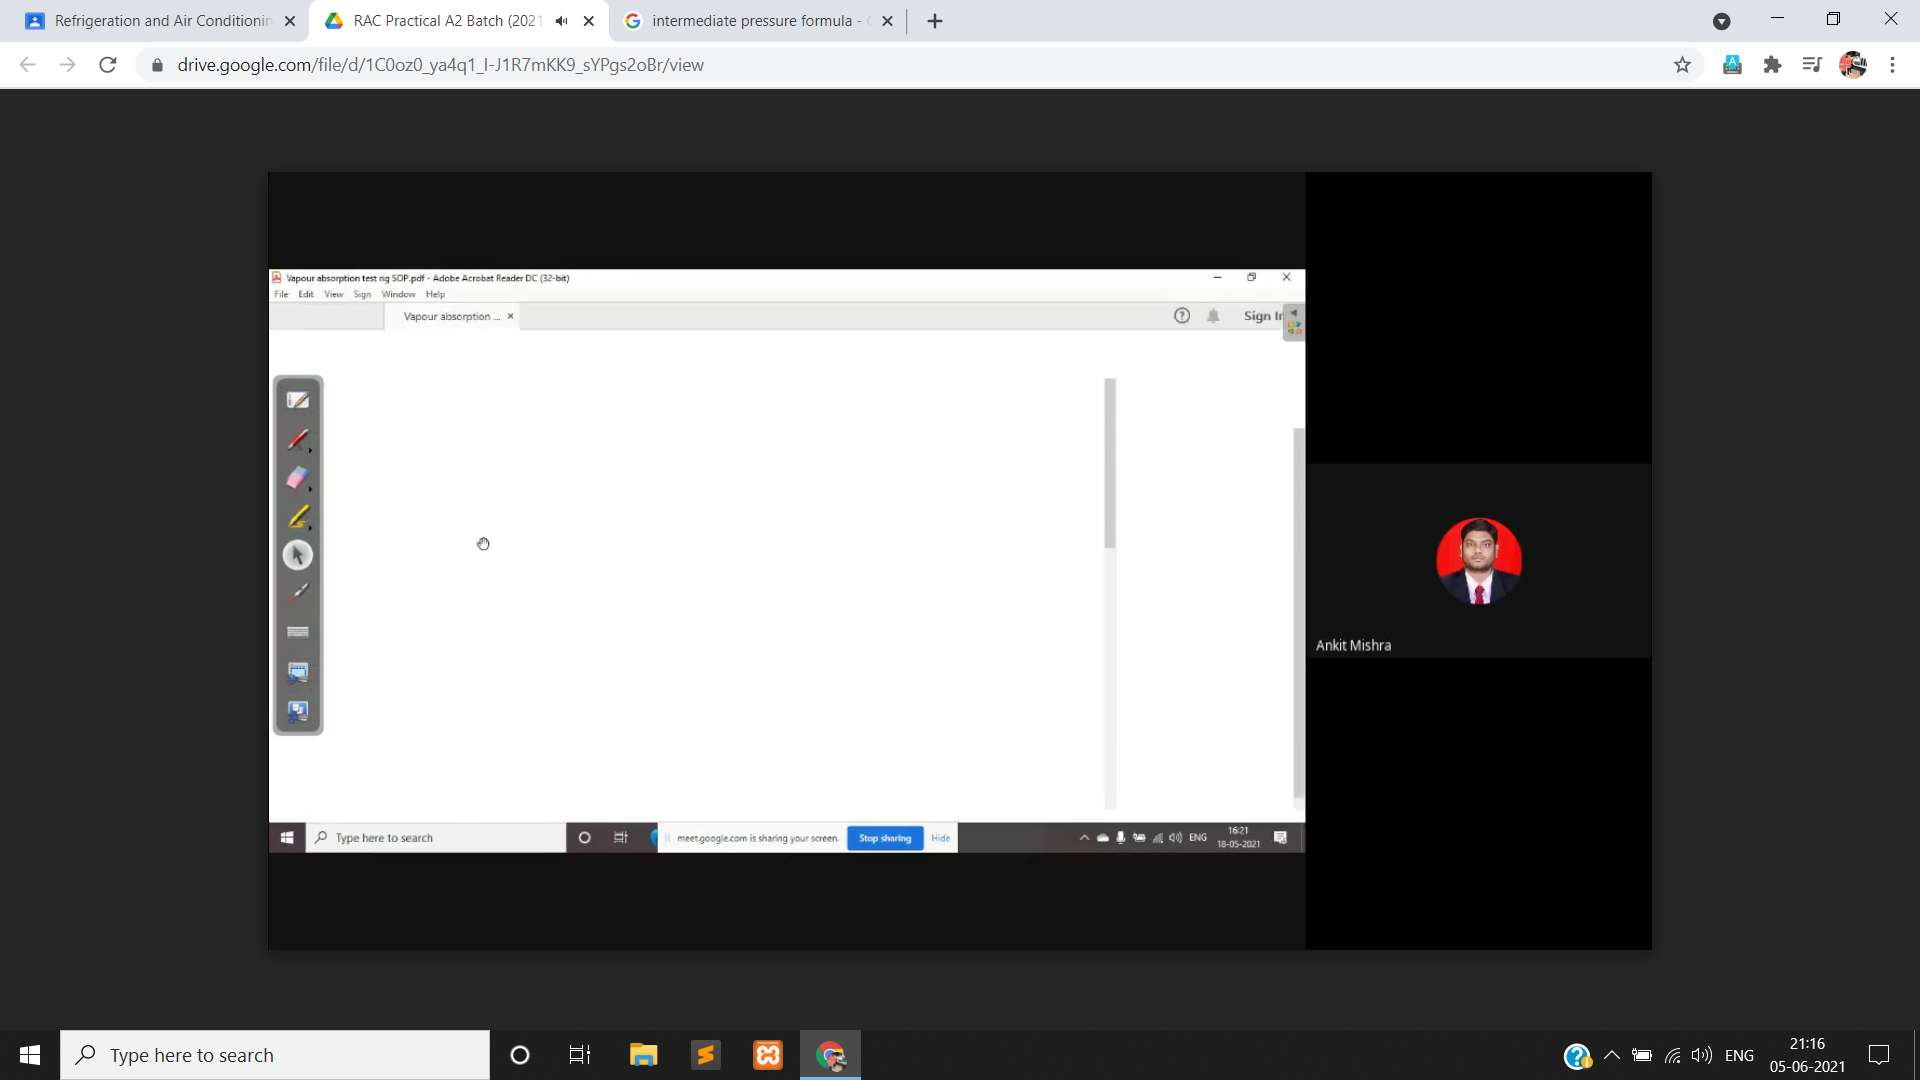 Refrigeration and Air Conditionin
RAC Practical A2 Batch (2021
intermediate pressure formula -
drive.google.com/file/d/1C0oz0_ya4q1_l-J1R7mKK9_sYPgs2oBr/view
Vapour absorption test rig SOP.pdf - Adobe Acrobat Reader DC (32-bit)
File Edit View Sign Window Help
Vapour absorption ...
Sign In
Ankit Mishra
Type here to search
meet.google.com is sharing your screen.
Stop sharing
Hide
ENG
16:21
18-05-2021
Type here to search
ENG
21:16
05-06-2021